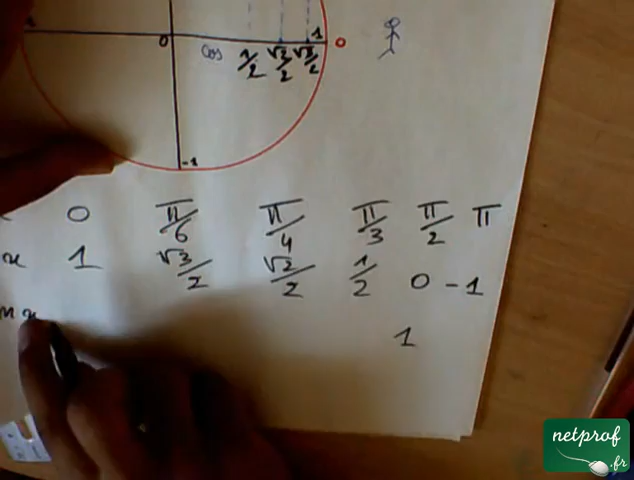 0 cos 1/2 √2/2 √3/2 1 0
-1
0 π/6 π/4 π/3 π/2 π
x 1 √3/2 √2/2 1/2 0 -1
x
1
netprof
.fr